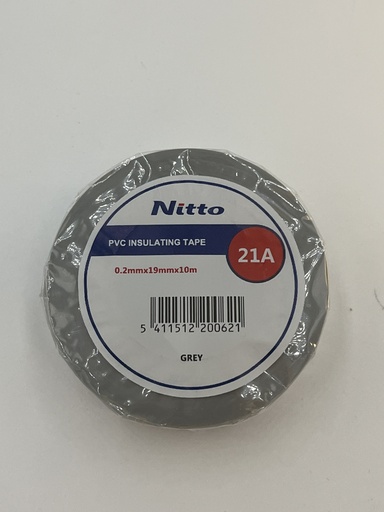 Nitto
PVC INSULATING TAPE
21A
0.2mmx19mmx10m
5 411512 200621
GREY